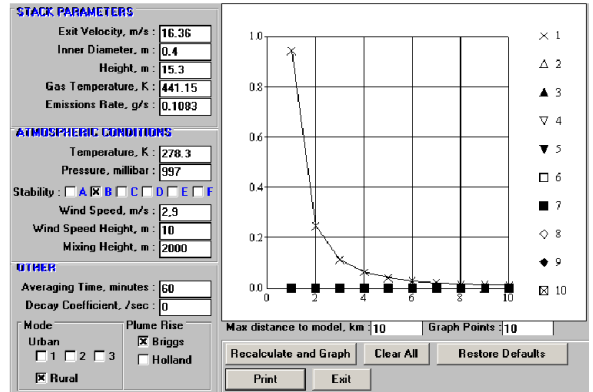 STACK PARAMETERS
Exit Velocity, m/s : 16.36
Inner Diameter, m : 0.4
Height, m : 15.3
Gas Temperature, K : 441.15
Emissions Rate, g/s : 0.1083
ATMOSPHERIC CONDITIONS
Temperature, K : 278.3
Pressure, millibar : 997
Stability : A B C D E F
Wind Speed, m/s : 2,9
Wind Speed Height, m : 10
Mixing Height, m : 2000
OTHER
Averaging Time, minutes : 60
Decay Coefficient, /sec : 0
Mode
Urban
1 2 3
Rural
Plume Rise
Briggs
Holland
1.0
0.8
0.6
0.4
0.2
0.0
0 2 4 6 8 10
1
2
3
4
5
6
7
8
9
10
Max distance to model, km : 10 Graph Points : 10
Recalculate and Graph Clear All Restore Defaults
Print Exit